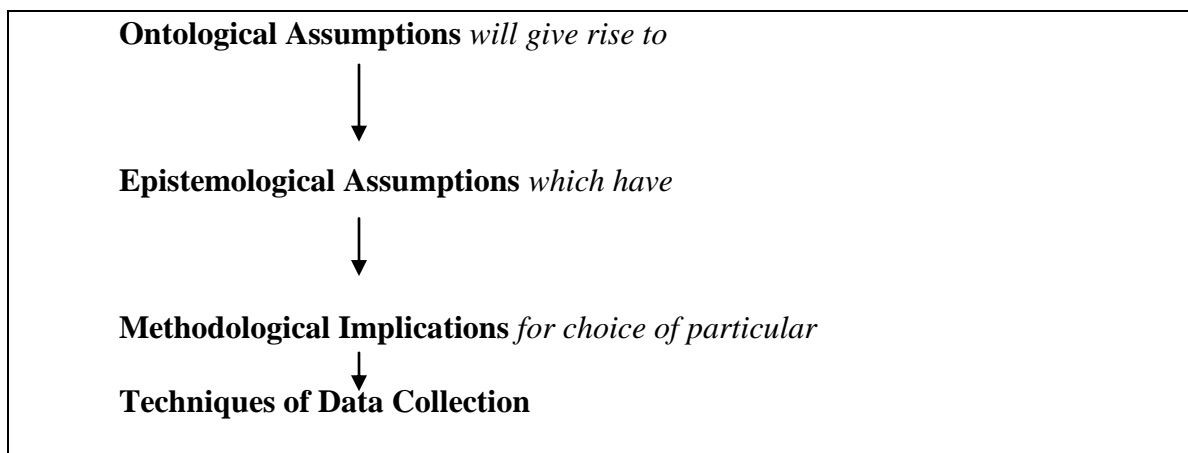 Ontological Assumptions will give rise to
Epistemological Assumptions which have
Methodological Implications for choice of particular
Techniques of Data Collection